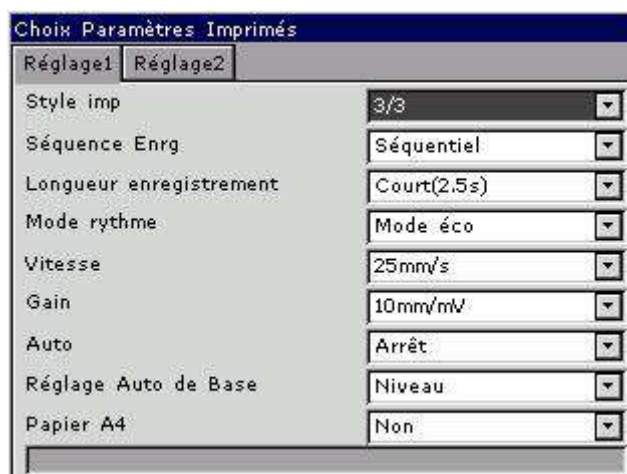 Choix Paramètres Imprimés
Réglage1 Réglage2
Style imp 3/3
Séquence Enrg Séquentiel
Longueur enregistrement Court(2.5s)
Mode rythme Mode éco
Vitesse 25mm/s
Gain 10mm/mV
Auto Arrêt
Réglage Auto de Base Niveau
Papier A4 Non